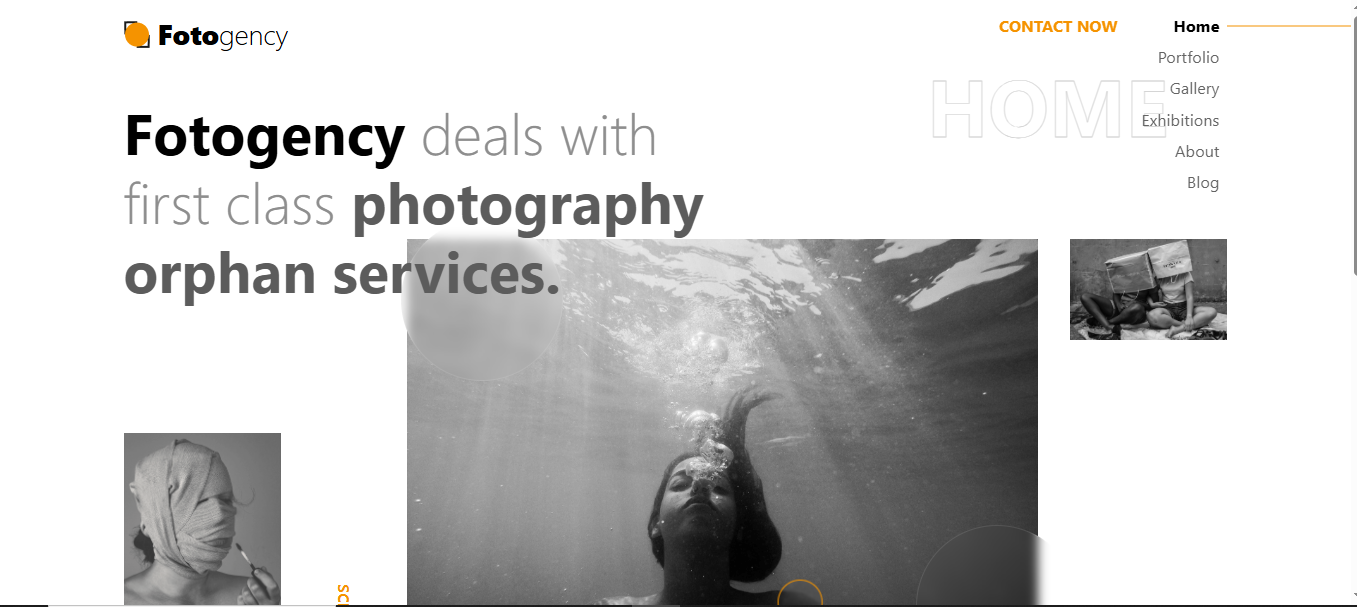 Fotogency
CONTACT NOW
Home
Portfolio
Gallery
HOME
Exhibitions
About
Blog
Fotogency deals with
first class photography
orphan services.